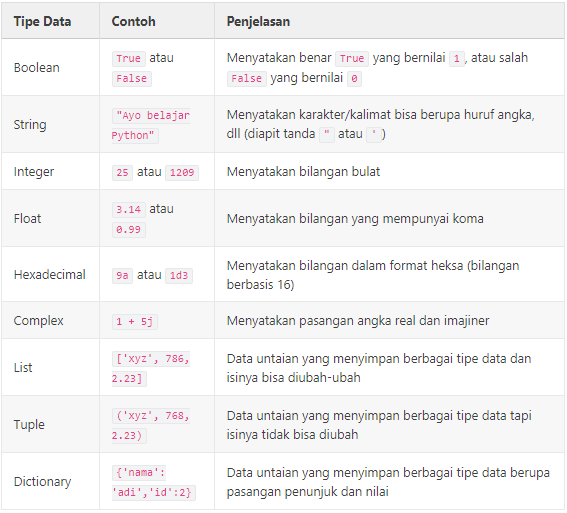 Tipe Data Contoh Penjelasan
Boolean
True atau
False
Menyatakan benar True yang bernilai 1 , atau salah
False yang bernilai 0
String
"Ayo belajar
Python"
Menyatakan karakter/kalimat bisa berupa huruf angka,
dll (diapit tanda " atau ' )
Integer
25 atau 1209
Menyatakan bilangan bulat
Float
3.14 atau
0.99
Menyatakan bilangan yang mempunyai koma
Hexadecimal
9a atau 1d3
Menyatakan bilangan dalam format heksa (bilangan
berbasis 16)
Complex
1 + 5j
Menyatakan pasangan angka real dan imajiner
List
['xyz', 786,
2.23]
Data untaian yang menyimpan berbagai tipe data dan
isinya bisa diubah-ubah
Tuple
('xyz', 768,
2.23)
Data untaian yang menyimpan berbagai tipe data tapi
isinya tidak bisa diubah
Dictionary
{'nama':
'adi','id':2}
Data untaian yang menyimpan berbagai tipe data berupa
pasangan penunjuk dan nilai